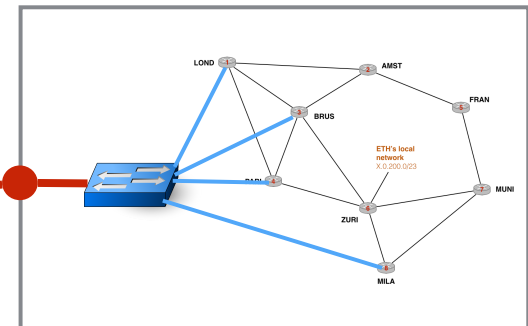 LOND
1
2
AMST
FRAN
5
3
BRUS
ETH's local
network
X.0.200.0/23
4
MUNI
7
ZURI
6
8
MILA